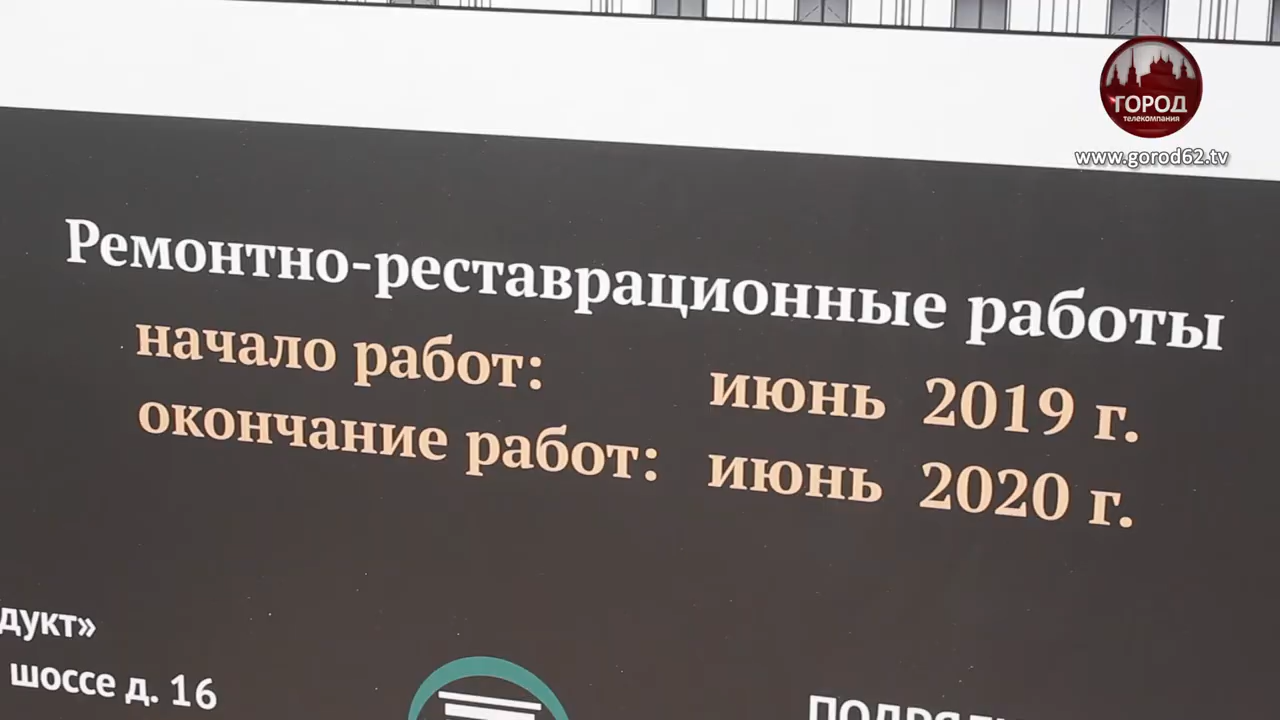 ГОРОД
телекомпания
www.gorod62.tv
Ремонтно-реставрационные работы
начало работ: июнь 2019 г.
окончание работ: июнь 2020 г.
дукт»
шоссе д. 16